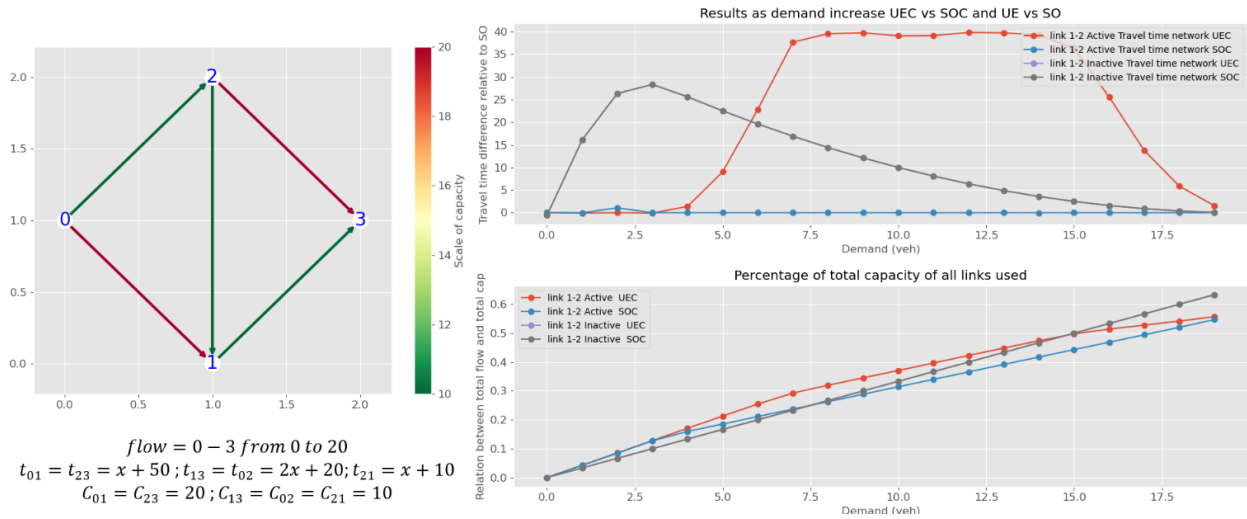 2.0
1.5
1.0
0.5
0.0
0.0 0.5 1.0 1.5 2.0
0
2
3
1
20
18
16
14
12
10
Scale of capacity
flow = 0 − 3 from 0 to 20
t₀₁ = t₂₃ = x + 50 ; t₁₃ = t₀₂ = 2x + 20; t₂₁ = x + 10
C₀₁ = C₂₃ = 20 ; C₁₃ = C₀₂ = C₂₁ = 10
Results as demand increase UEC vs SOC and UE vs SO
Travel time difference relative to SO
40
35
30
25
20
15
10
5
0
link 1-2 Active Travel time network UEC
link 1-2 Active Travel time network SOC
link 1-2 Inactive Travel time network UEC
link 1-2 Inactive Travel time network SOC
0.0 2.5 5.0 7.5 10.0 12.5 15.0 17.5
Demand (veh)
Percentage of total capacity of all links used
Relation between total flow and total cap
0.6
0.5
0.4
0.3
0.2
0.1
0.0
link 1-2 Active UEC
link 1-2 Active SOC
link 1-2 Inactive UEC
link 1-2 Inactive SOC
0.0 2.5 5.0 7.5 10.0 12.5 15.0 17.5
Demand (veh)